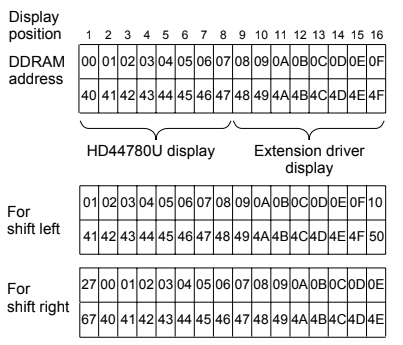 Display position 1 2 3 4 5 6 7 8 9 10 11 12 13 14 15 16
DDRAM address 00 01 02 03 04 05 06 07 08 09 0A 0B 0C 0D 0E 0F
40 41 42 43 44 45 46 47 48 49 4A 4B 4C 4D 4E 4F
HD44780U display Extension driver
display
01 02 03 04 05 06 07 08 09 0A 0B 0C 0D 0E 0F 10
For
shift left
41 42 43 44 45 46 47 48 49 4A 4B 4C 4D 4E 4F 50
27 00 01 02 03 04 05 06 07 08 09 0A 0B 0C 0D 0E
For
shift right
67 40 41 42 43 44 45 46 47 48 49 4A 4B 4C 4D 4E